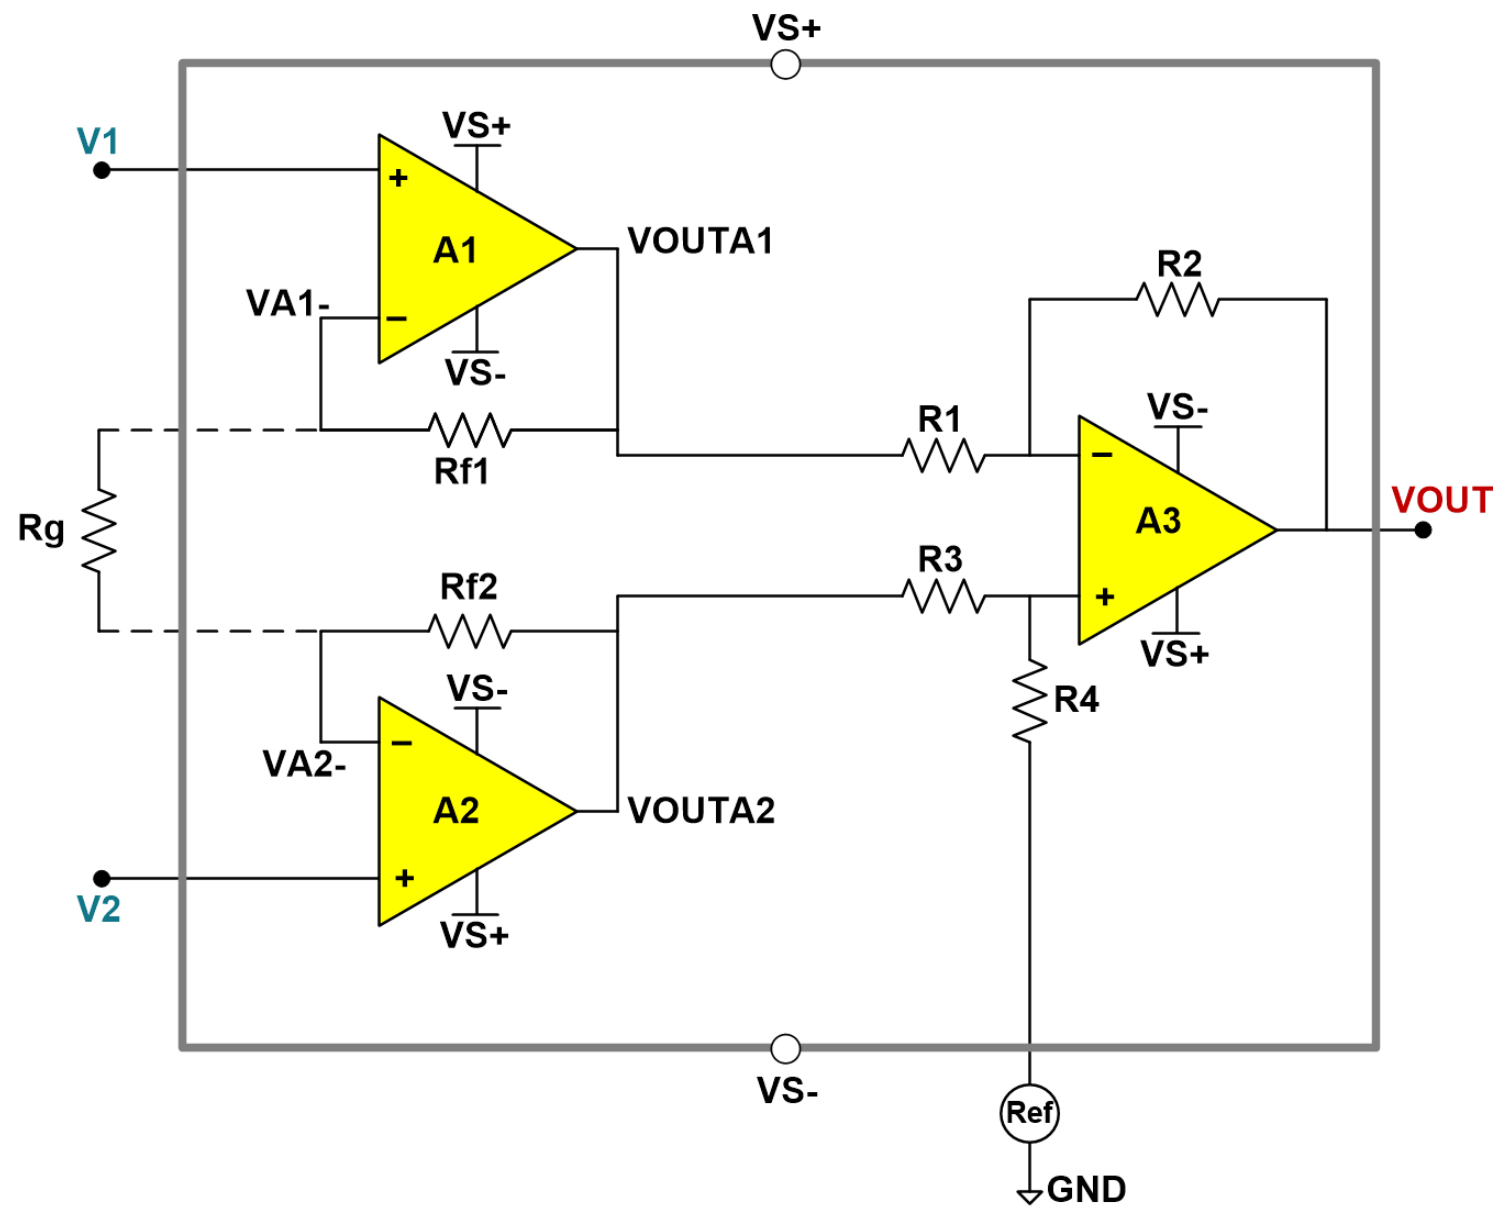 VS+
V1
VS+
+
A1
VOUTA1
VA1-
−
VS-
R2
Rf1
R1
VS-
−
Rg
A3
VOUT
Rf2
R3
+
VS+
VS-
R4
−
VA2-
A2
VOUTA2
+
V2
VS+
VS-
Ref
GND